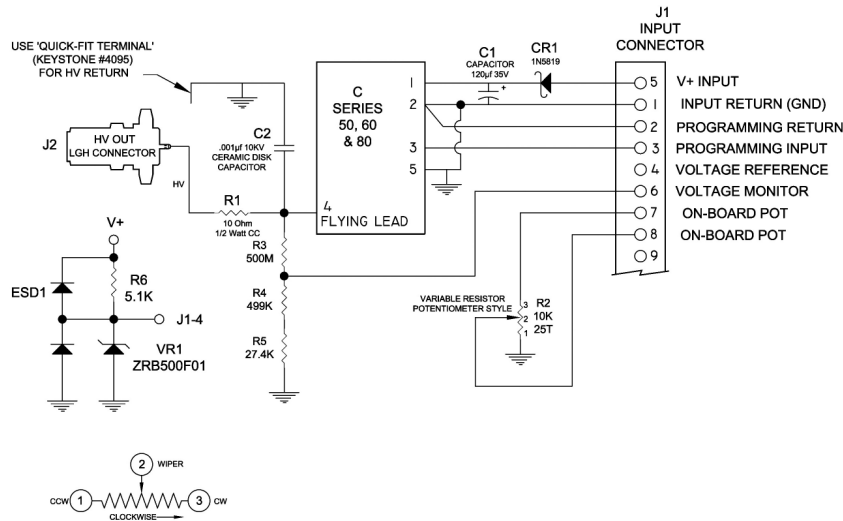 J1
INPUT
CONNECTOR
USE 'QUICK-FIT TERMINAL'
(KEYSTONE #4095)
FOR HV RETURN
C1
CAPACITOR
120µf 35V
+
CR1
1N5819
C
SERIES
50, 60
& 80
1
2
3
5
4
FLYING LEAD
5 V+ INPUT
1 INPUT RETURN (GND)
2 PROGRAMMING RETURN
3 PROGRAMMING INPUT
4 VOLTAGE REFERENCE
6 VOLTAGE MONITOR
7 ON-BOARD POT
8 ON-BOARD POT
9
J2
HV OUT
LGH CONNECTOR
HV
C2
.001µf 10KV
CERAMIC DISK
CAPACITOR
R1
10 Ohm
1/2 Watt CC
R3
500M
R4
499K
R5
27.4K
V+
R6
5.1K
ESD1
J1-4
VR1
ZRB500F01
VARIABLE RESISTOR
POTENTIOMETER STYLE
3
2
1
R2
10K
25T
2 WIPER
CCW 1
3 CW
CLOCKWISE